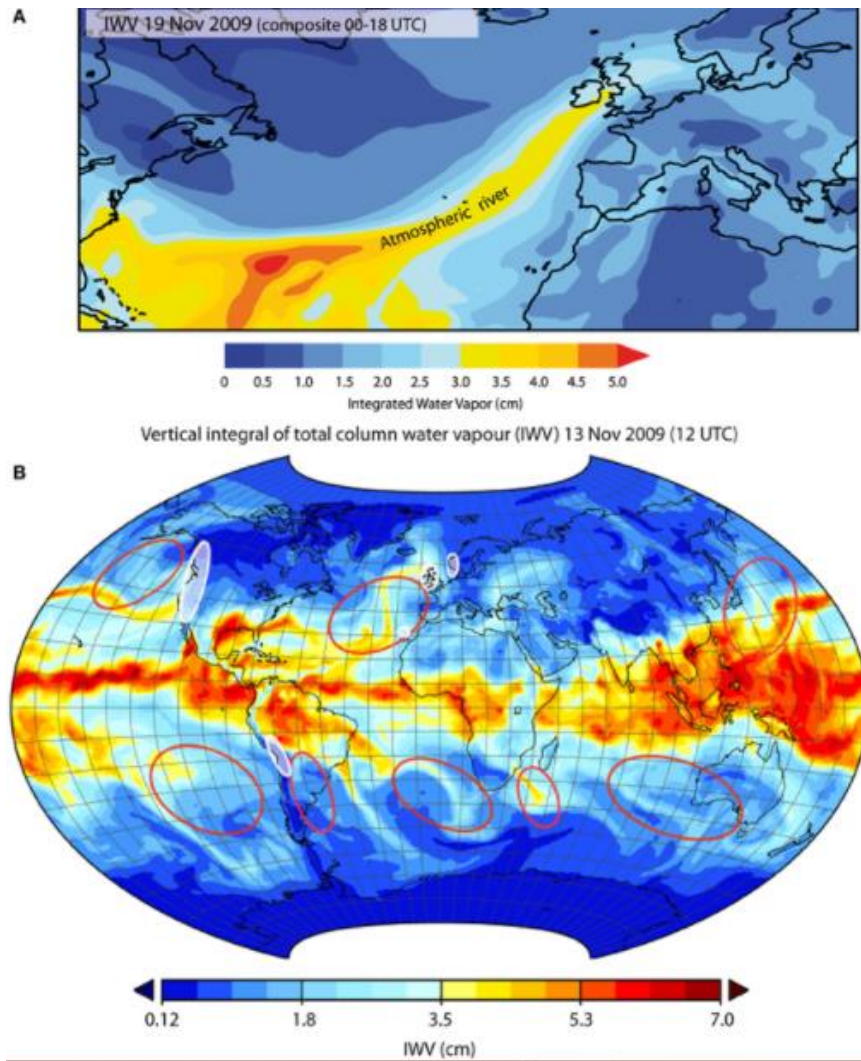 A
IWV 19 Nov 2009 (composite 00-18 UTC)
Atmospheric river
0 0.5 1.0 1.5 2.0 2.5 3.0 3.5 4.0 4.5 5.0
Integrated Water Vapor (cm)
Vertical integral of total column water vapour (IWV) 13 Nov 2009 (12 UTC)
B
0.12 1.8 3.5 5.3 7.0
IWV (cm)